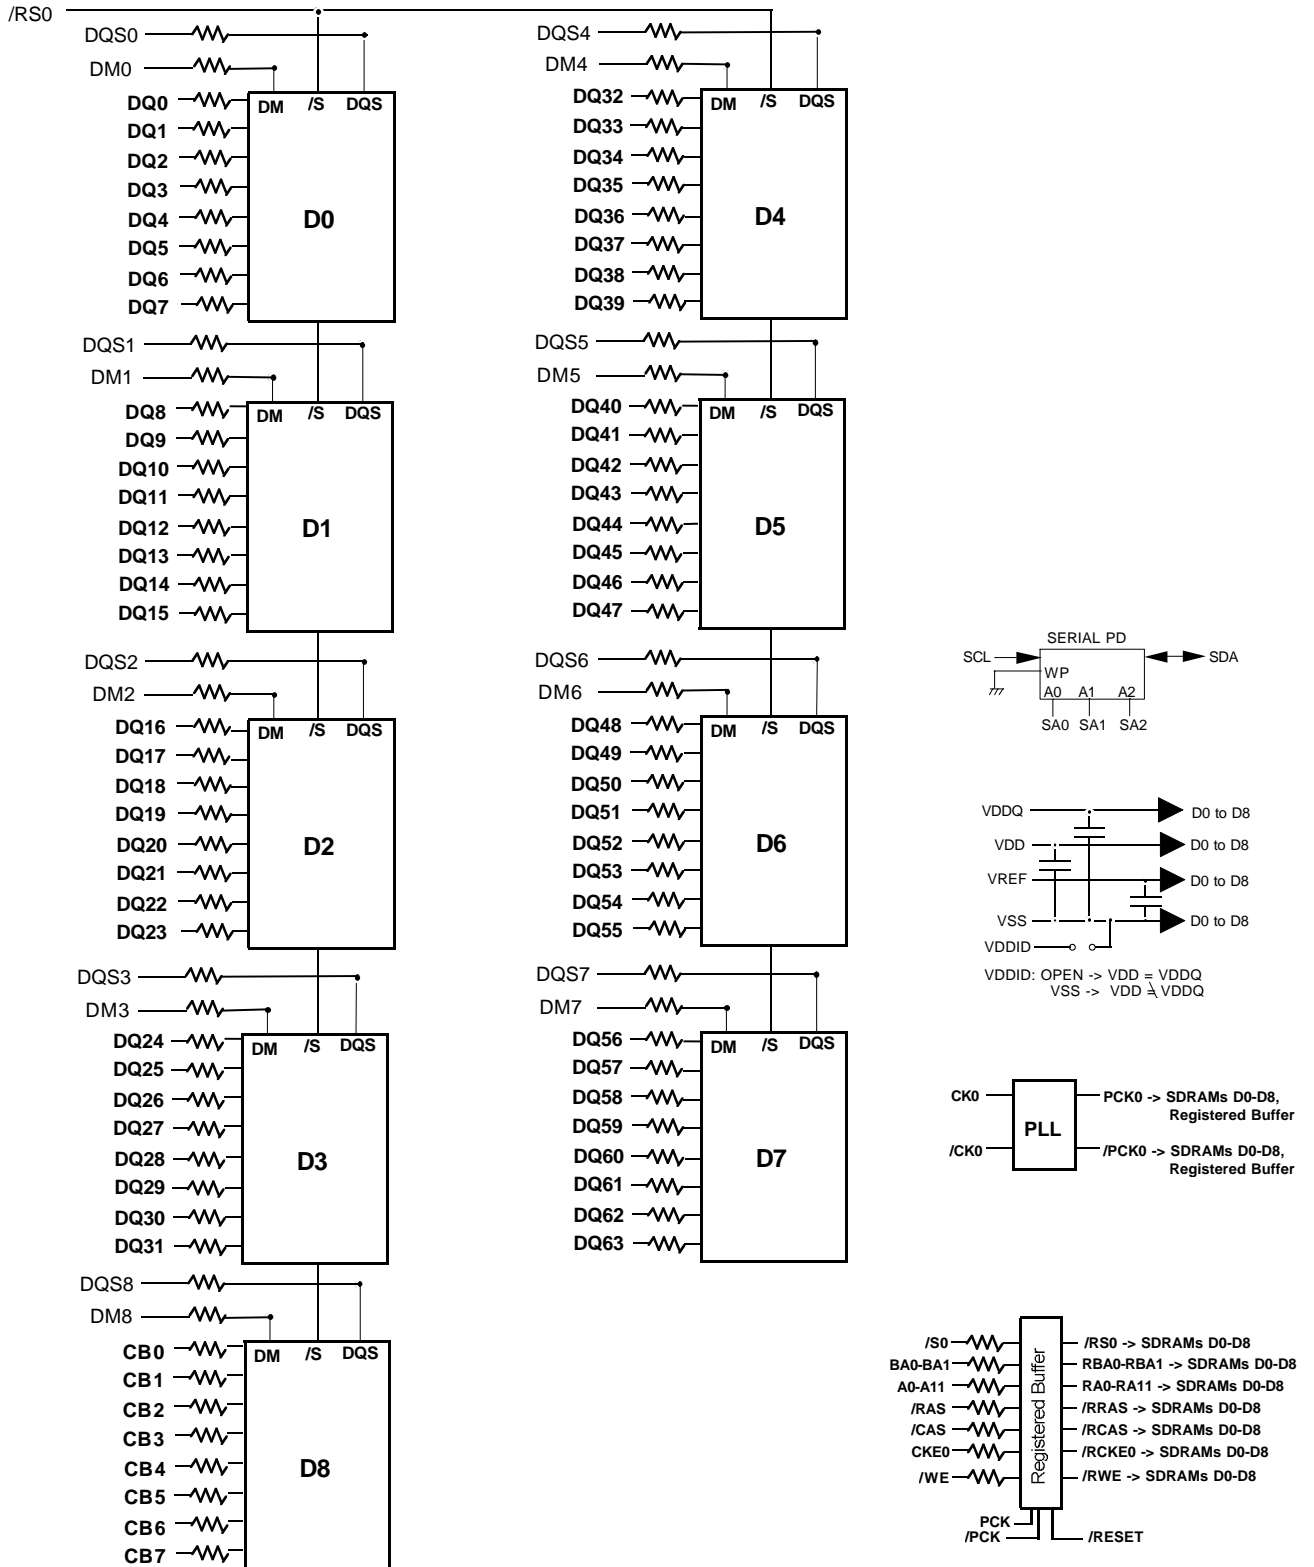 /RS0
DQS0
DM0
DM /S DQS
DQ0
DQ1
DQ2
DQ3
DQ4
DQ5
DQ6
DQ7
D0
DQS1
DM1
DM /S DQS
DQ8
DQ9
DQ10
DQ11
DQ12
DQ13
DQ14
DQ15
D1
DQS2
DM2
DM /S DQS
DQ16
DQ17
DQ18
DQ19
DQ20
DQ21
DQ22
DQ23
D2
DQS3
DM3
DM /S DQS
DQ24
DQ25
DQ26
DQ27
DQ28
DQ29
DQ30
DQ31
D3
DQS8
DM8
DM /S DQS
CB0
CB1
CB2
CB3
CB4
CB5
CB6
CB7
D8
DQS4
DM4
DM /S DQS
DQ32
DQ33
DQ34
DQ35
DQ36
DQ37
DQ38
DQ39
D4
DQS5
DM5
DM /S DQS
DQ40
DQ41
DQ42
DQ43
DQ44
DQ45
DQ46
DQ47
D5
DQS6
DM6
DM /S DQS
DQ48
DQ49
DQ50
DQ51
DQ52
DQ53
DQ54
DQ55
D6
DQS7
DM7
DM /S DQS
DQ56
DQ57
DQ58
DQ59
DQ60
DQ61
DQ62
DQ63
D7
SERIAL PD
SCL
SDA
WP
A0 A1 A2
SA0 SA1 SA2
VDDQ D0 to D8
VDD D0 to D8
VREF D0 to D8
VSS D0 to D8
VDDID
VDDID: OPEN -> VDD = VDDQ
VSS -> VDD ≠ VDDQ
CK0
PCK0 -> SDRAMs D0-D8,
Registered Buffer
PLL
/CK0
/PCK0 -> SDRAMs D0-D8,
Registered Buffer
Registered Buffer
/S0 /RS0 -> SDRAMs D0-D8
BA0-BA1 RBA0-RBA1 -> SDRAMs D0-D8
A0-A11 RA0-RA11 -> SDRAMs D0-D8
/RAS /RRAS -> SDRAMs D0-D8
/CAS /RCAS -> SDRAMs D0-D8
CKE0 /RCKE0 -> SDRAMs D0-D8
/WE /RWE -> SDRAMs D0-D8
PCK
/PCK /RESET